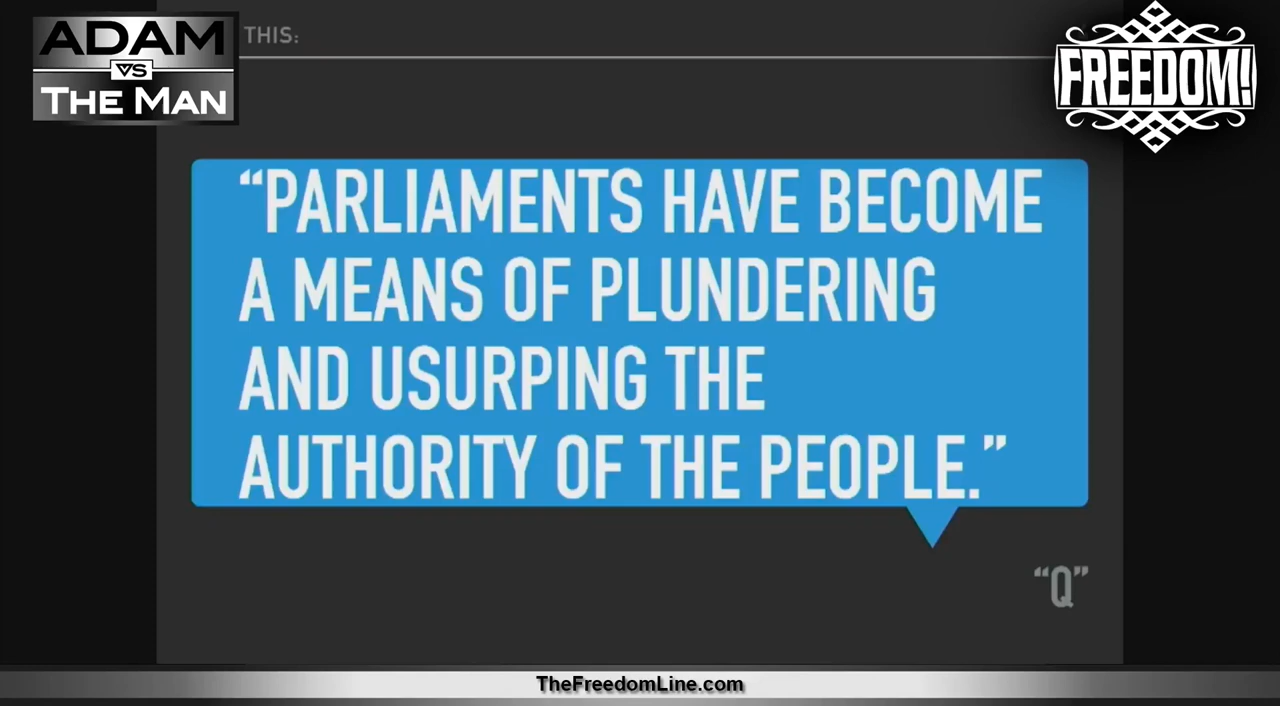 ADAM
VS
THE MAN
THIS:
FREEDOM!
“PARLIAMENTS HAVE BECOME
A MEANS OF PLUNDERING
AND USURPING THE
AUTHORITY OF THE PEOPLE.”
“Q”
TheFreedomLine.com